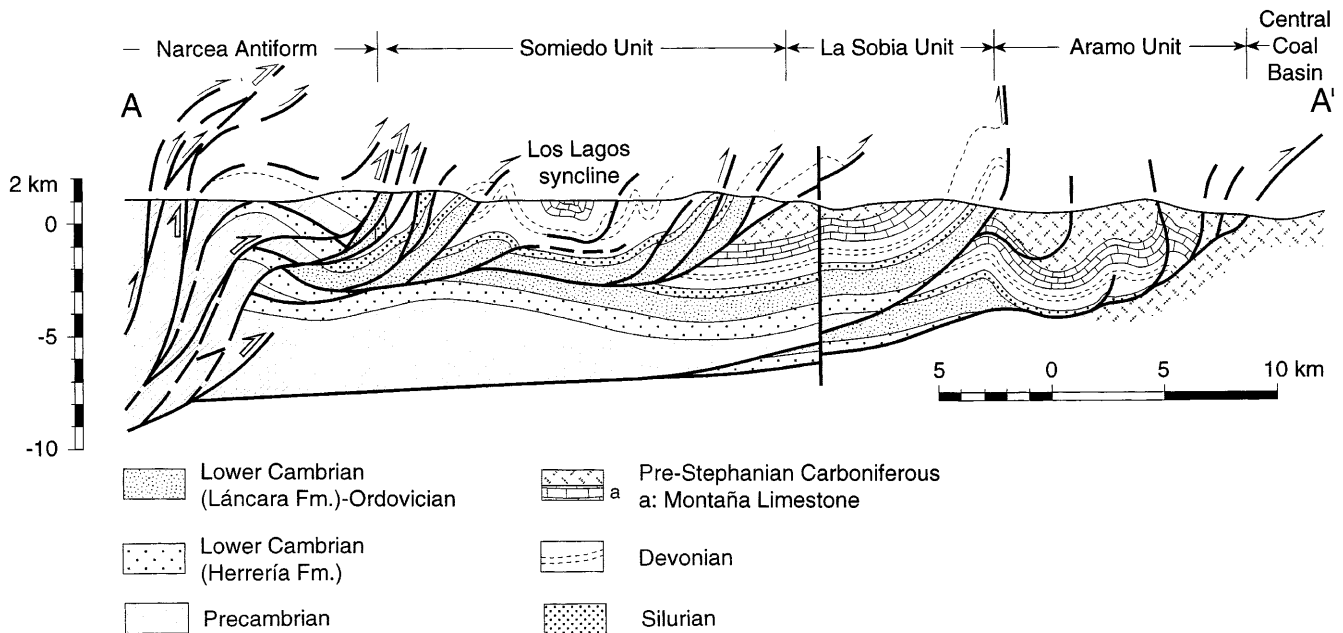 Narcea Antiform
Somiedo Unit
La Sobia Unit
Aramo Unit
Central
Coal
Basin
A
A'
Los Lagos
syncline
2 km
0
-5
-10
5
0
5
10 km
Lower Cambrian
(Láncara Fm.)-Ordovician
Lower Cambrian
(Herrería Fm.)
Precambrian
a
Pre-Stephanian Carboniferous
a: Montaña Limestone
Devonian
Silurian